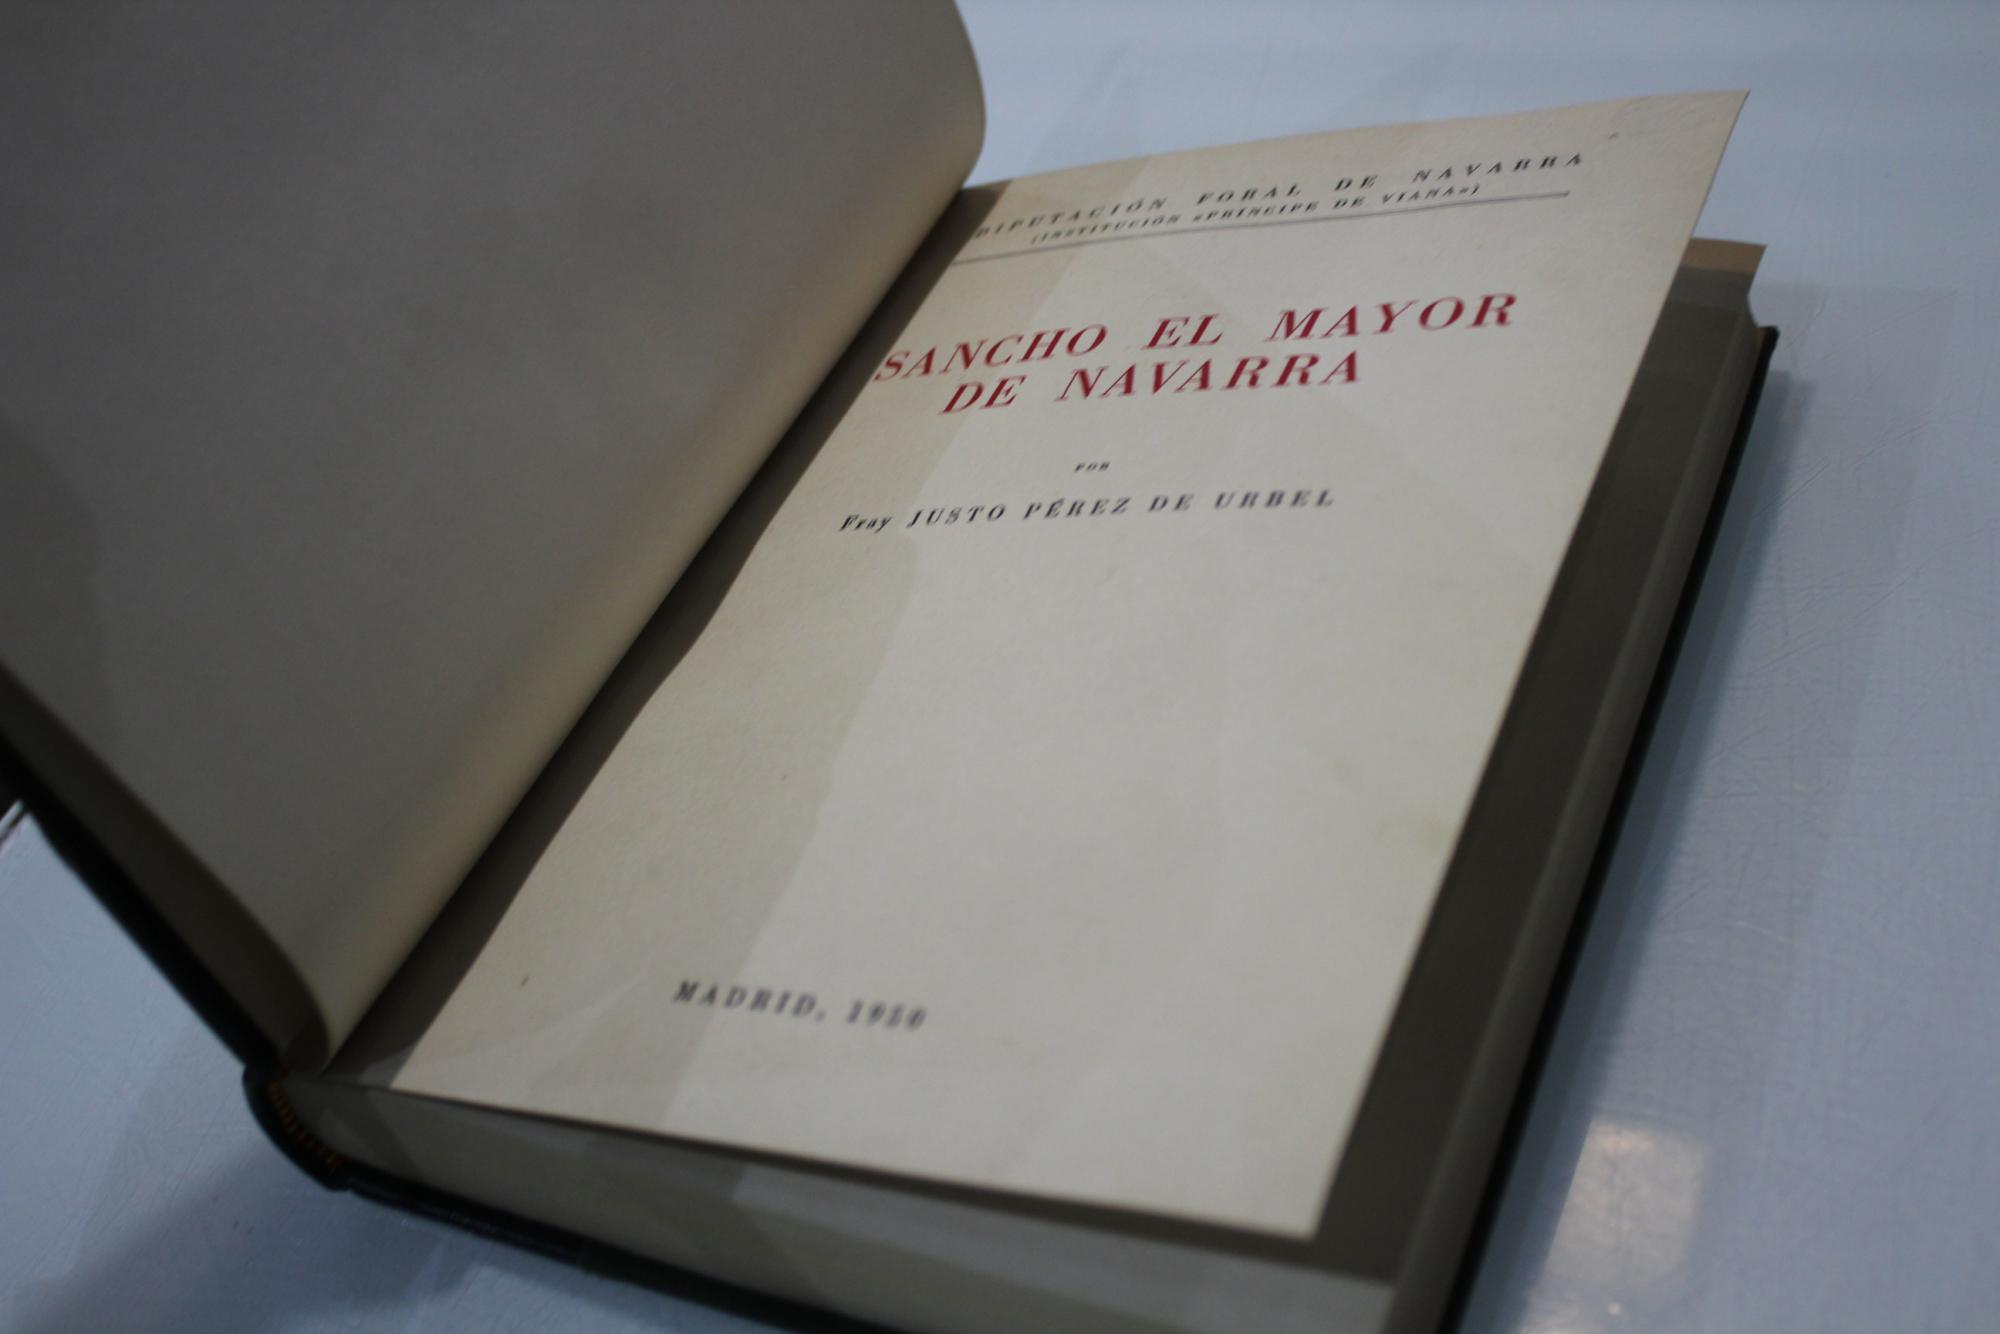 DIPUTACIÓN FORAL DE NAVARRA
(INSTITUCIÓN «PRINCIPE DE VIANA»)
SANCHO EL MAYOR
DE NAVARRA
POR
Fray JUSTO PÉREZ DE URBEL
MADRID, 1950